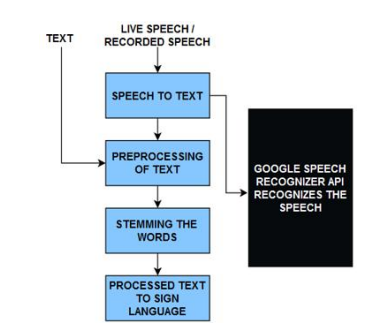 TEXT
LIVE SPEECH /
RECORDED SPEECH
SPEECH TO TEXT
PREPROCESSING
OF TEXT
GOOGLE SPEECH
RECOGNIZER API
RECOGNIZES THE
SPEECH
STEMMING THE
WORDS
PROCESSED TEXT
TO SIGN
LANGUAGE